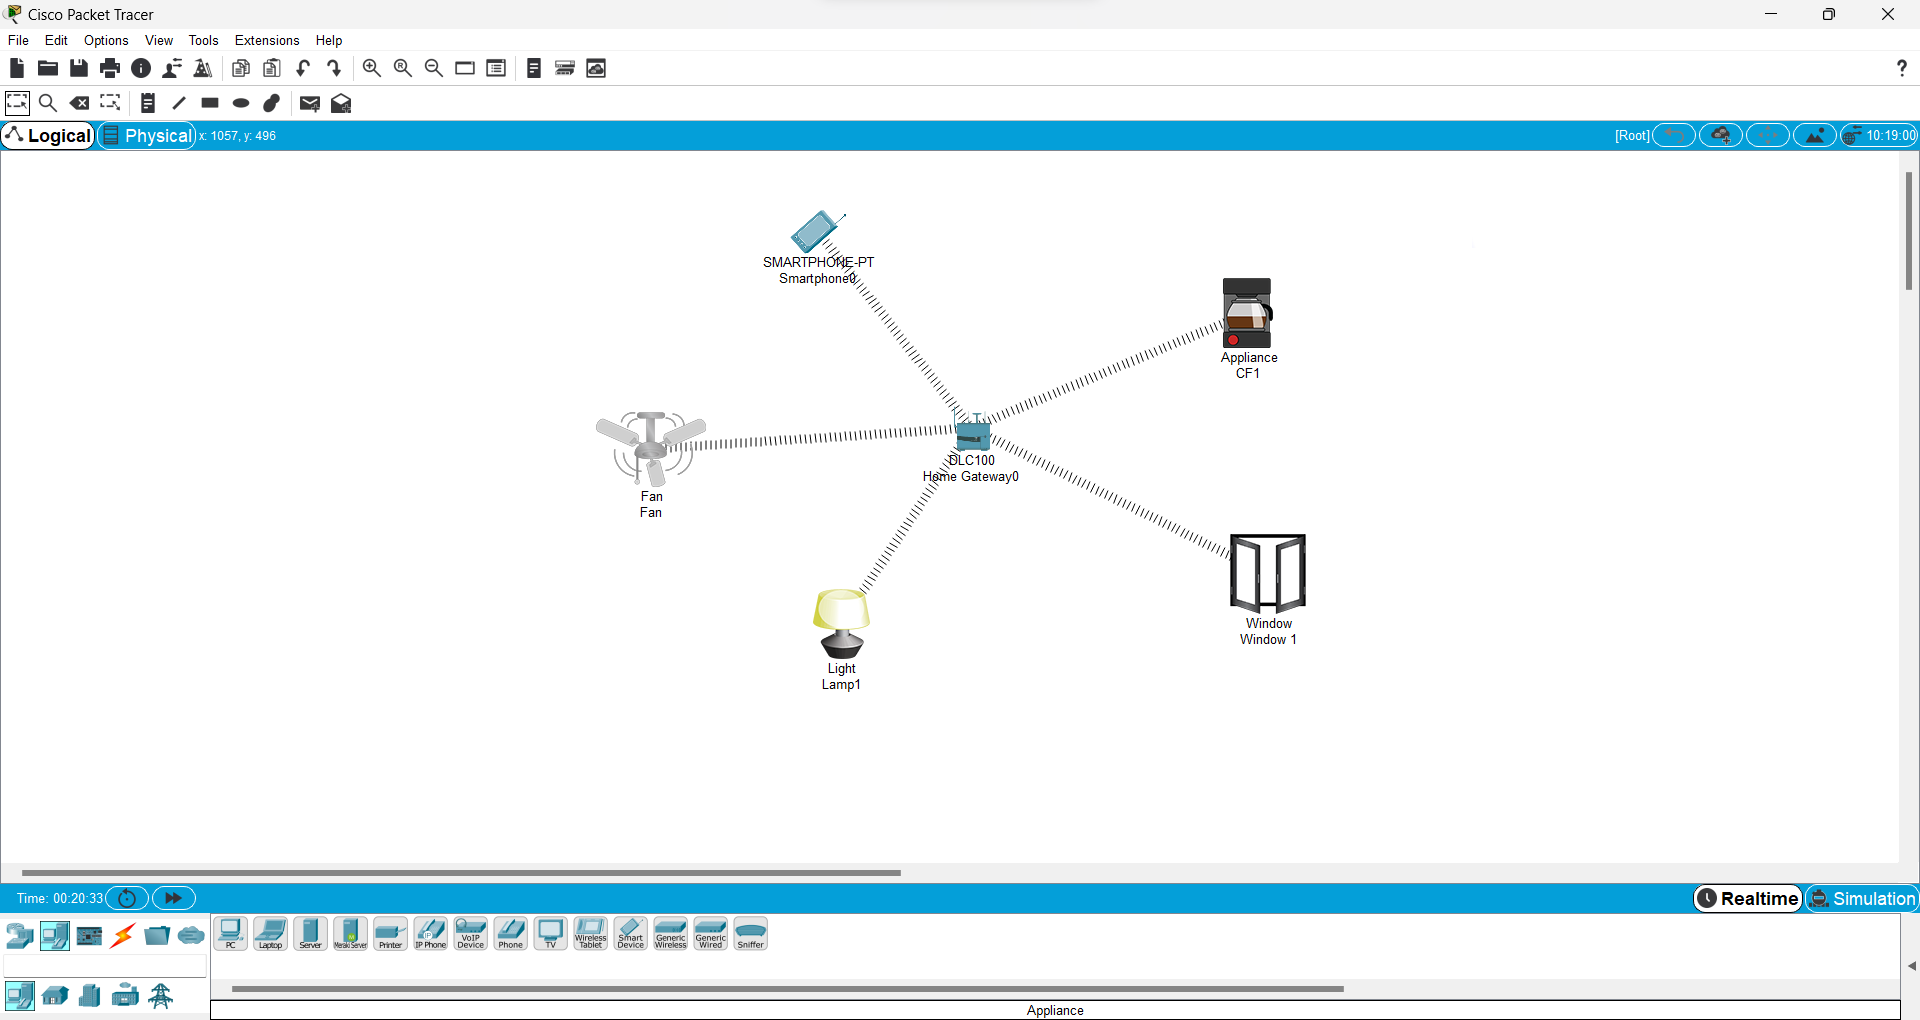 Cisco Packet Tracer
File Edit Options View Tools Extensions Help
?
Logical Physical x: 1057, y: 496 [Root] 10:19:00
SMARTPHONE-PT
Smartphone0
Appliance
CF1
DLC100
Home Gateway0
Fan
Fan
Window
Window 1
Light
Lamp1
Time: 00:20:33 Realtime Simulation
PC Laptop Server Meraki Server Printer IP Phone VoIP Device Phone TV Wireless Tablet Smart Device Generic Wireless Generic Wired Sniffer
Appliance